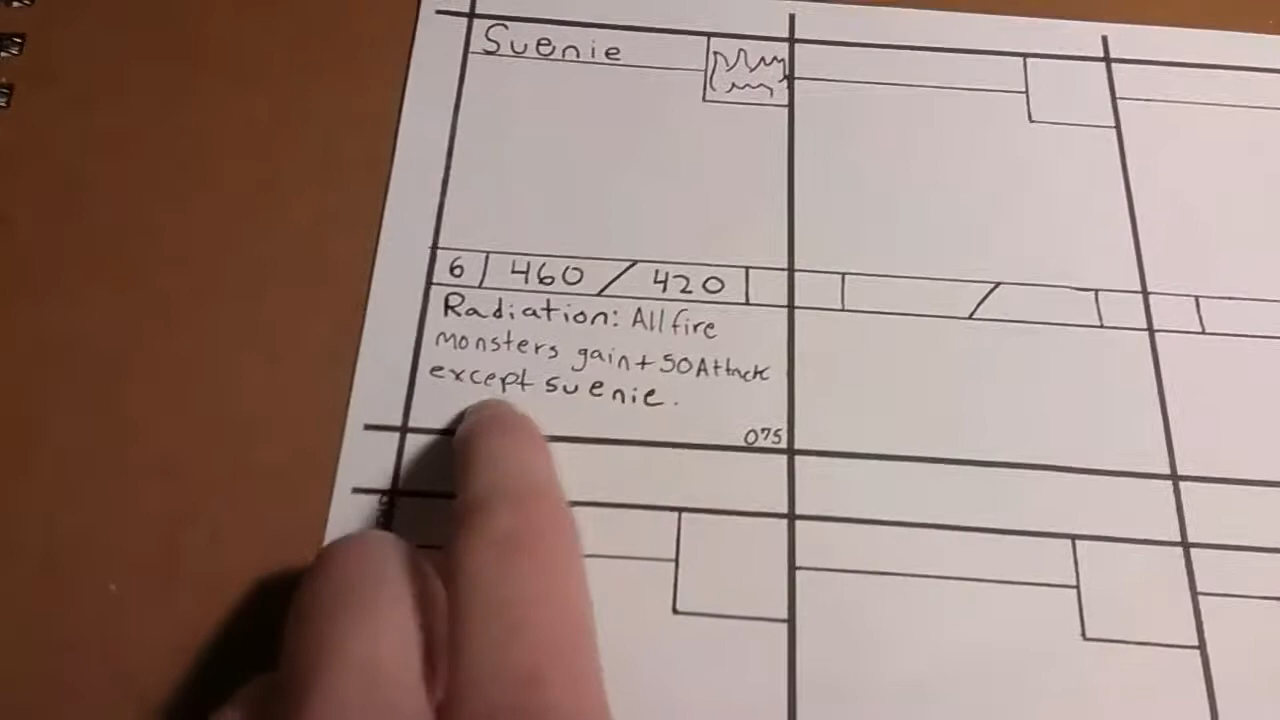 Suenie
6 460 / 420
Radiation: All fire
monsters gain + 50 Attack
except suenie.
075